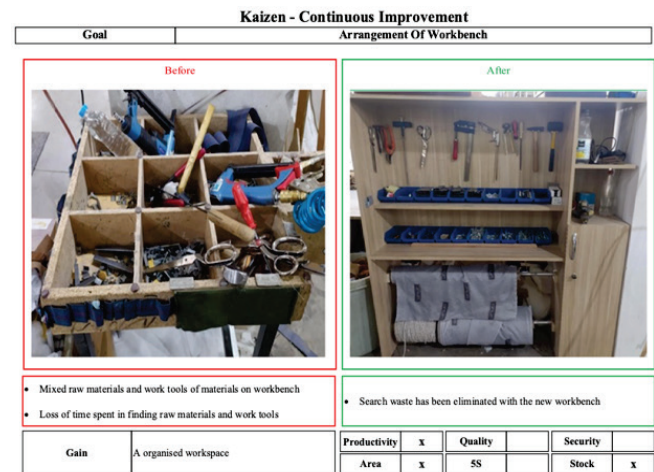 Kaizen - Continuous Improvement
Goal Arrangement Of Workbench
Before
After
• Mixed raw materials and work tools of materials on workbench
• Loss of time spent in finding raw materials and work tools
• Search waste has been eliminated with the new workbench
Gain A organised workspace
Productivity x Quality Security
Area x 5S Stock x